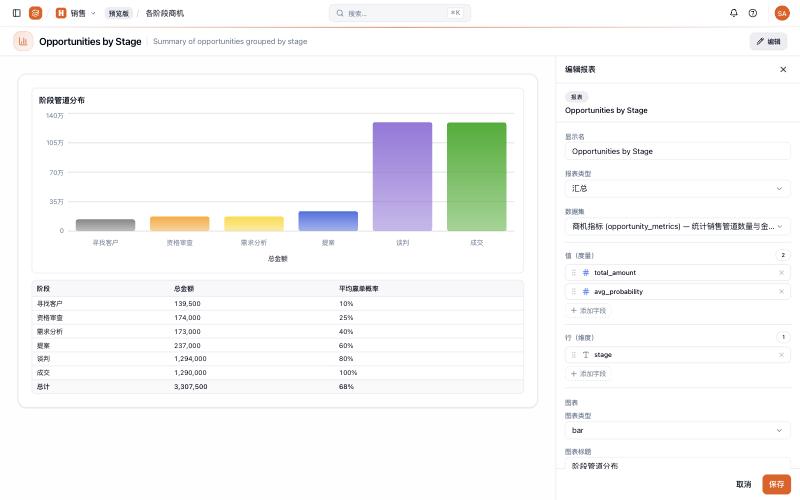 H 销售 预览版 / 各阶段商机
搜索... ⌘K
SA
Opportunities by Stage Summary of opportunities grouped by stage
编辑
阶段管道分布
140万
105万
70万
35万
0
寻找客户 资格审查 需求分析 提案 谈判 成交
总金额
阶段 总金额 平均赢单概率
寻找客户 139,500 10%
资格审查 174,000 25%
需求分析 173,000 40%
提案 237,000 60%
谈判 1,294,000 80%
成交 1,290,000 100%
总计 3,307,500 68%
编辑报表
报表
Opportunities by Stage
显示名
Opportunities by Stage
报表类型
汇总
数据集
商机指标 (opportunity_metrics) — 统计销售管道数量与金...
值（度量） 2
# total_amount
# avg_probability
+ 添加字段
行（维度） 1
T stage
+ 添加字段
图表
图表类型
bar
图表标题
阶段管道分布
取消 保存